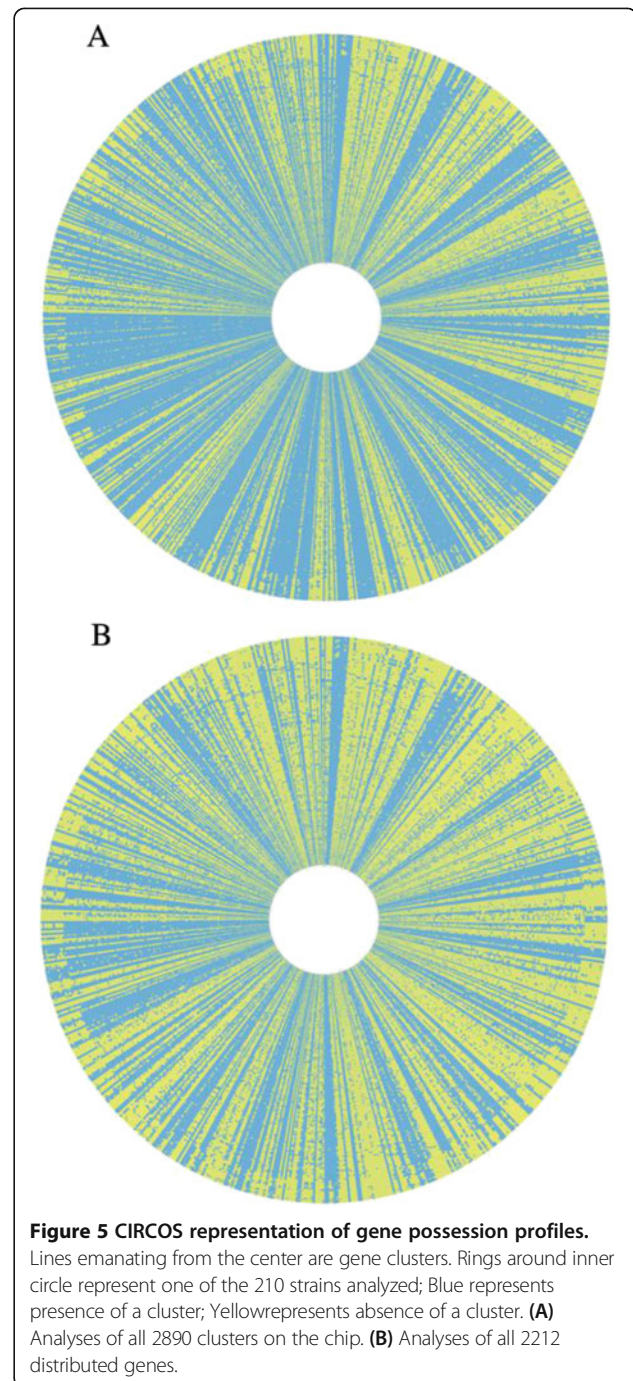 A
B
Figure 5 CIRCOS representation of gene possession profiles.
Lines emanating from the center are gene clusters. Rings around inner
circle represent one of the 210 strains analyzed; Blue represents
presence of a cluster; Yellowrepresents absence of a cluster. (A)
Analyses of all 2890 clusters on the chip. (B) Analyses of all 2212
distributed genes.